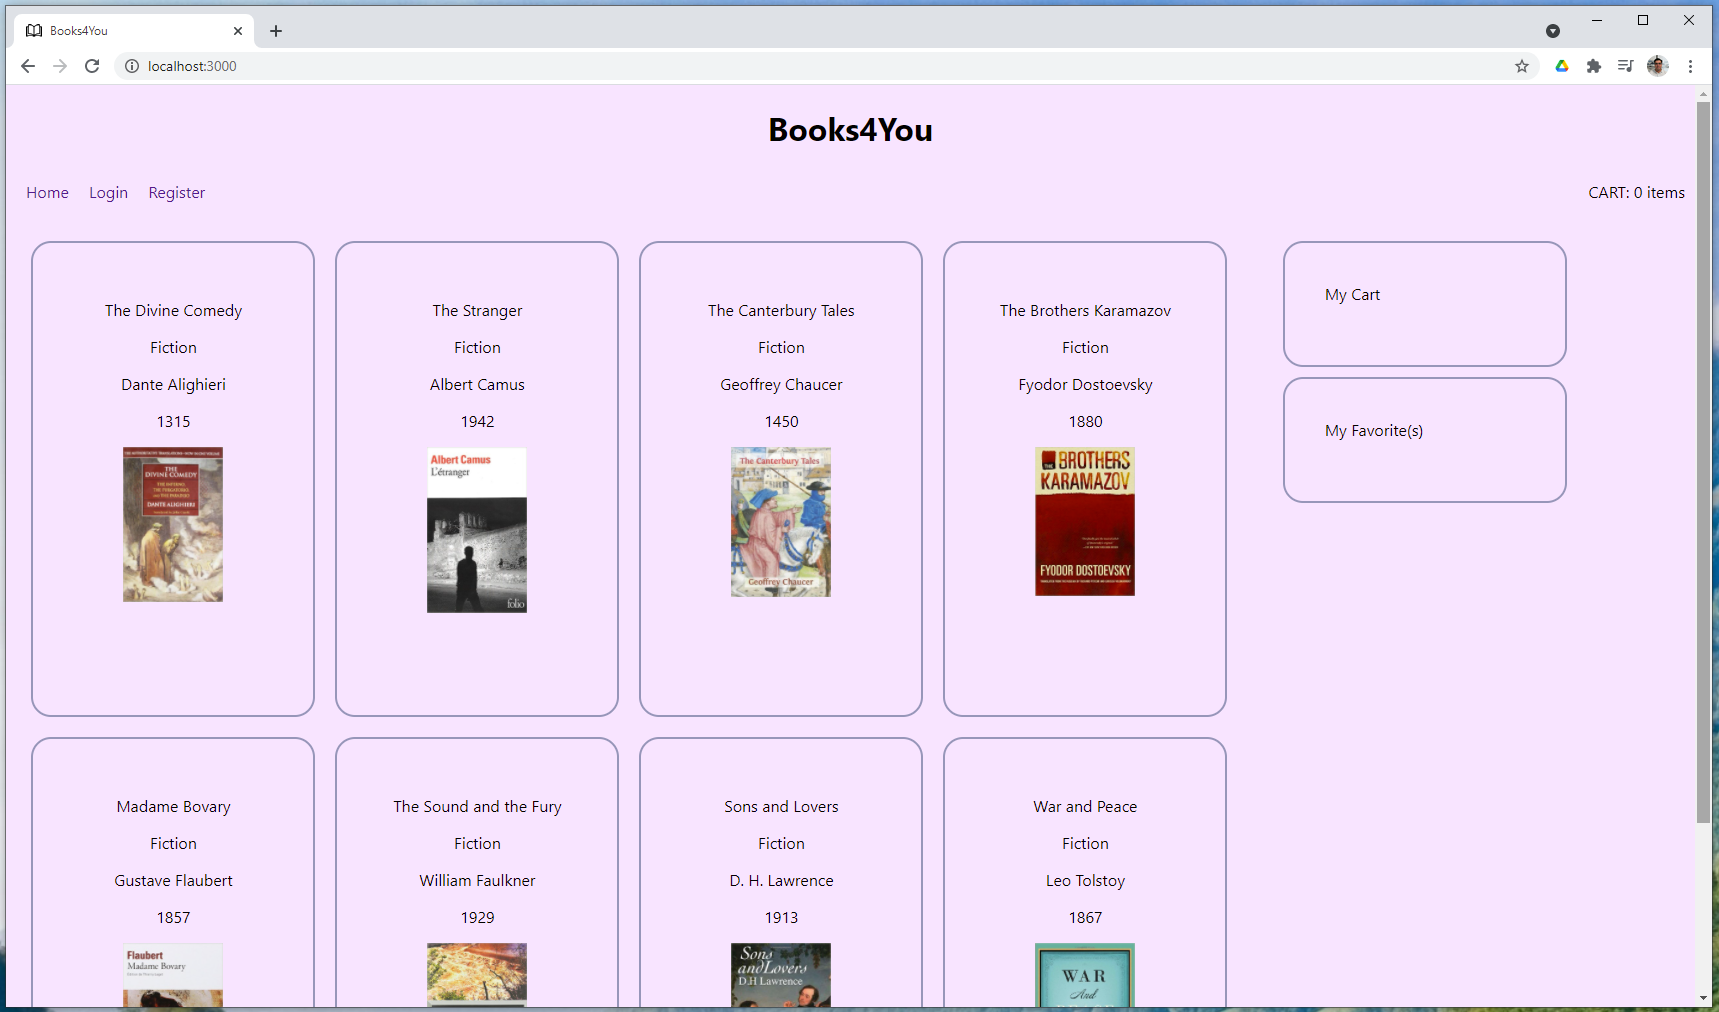 Books4You
localhost:3000
Books4You
Home Login Register CART: 0 items
The Divine Comedy
Fiction
Dante Alighieri
1315
THE
DIVINE COMEDY
DANTE ALIGHIERI
The Stranger
Fiction
Albert Camus
1942
Albert Camus
L'étranger
folio
The Canterbury Tales
Fiction
Geoffrey Chaucer
1450
The Canterbury Tales
Geoffrey Chaucer
The Brothers Karamazov
Fiction
Fyodor Dostoevsky
1880
THE BROTHERS
KARAMAZOV
FYODOR DOSTOEVSKY
My Cart
My Favorite(s)
Madame Bovary
Fiction
Gustave Flaubert
1857
Flaubert
Madame Bovary
The Sound and the Fury
Fiction
William Faulkner
1929
Sons and Lovers
Fiction
D. H. Lawrence
1913
Sons
and Lovers
D.H Lawrence
War and Peace
Fiction
Leo Tolstoy
1867
WAR
And